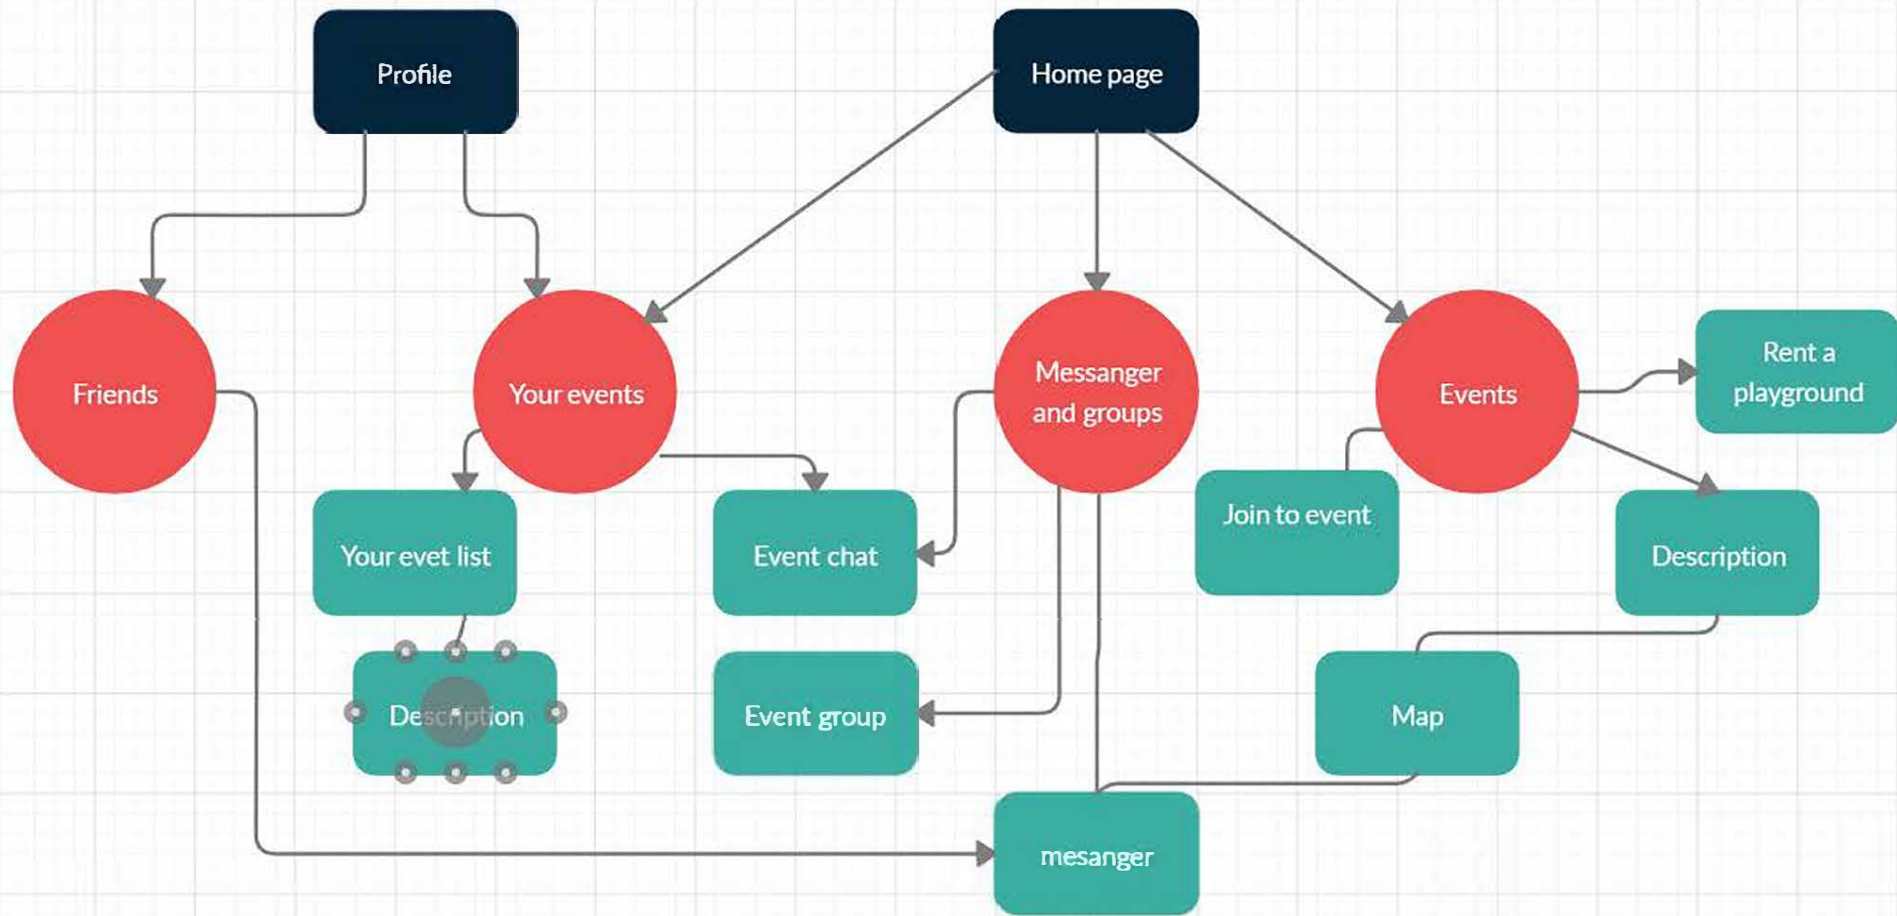 Profile
Home page
Friends
Your events
Messanger
and groups
Events
Rent a
playground
Your evet list
Event chat
Join to event
Description
Description
Event group
Map
mesanger